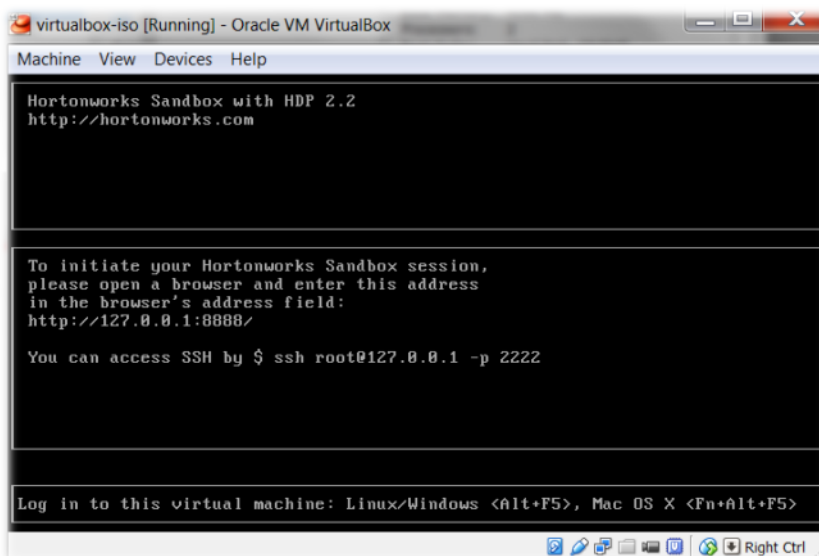 virtualbox-iso [Running] - Oracle VM VirtualBox
Machine View Devices Help
Hortonworks Sandbox with HDP 2.2
http://hortonworks.com
To initiate your Hortonworks Sandbox session,
please open a browser and enter this address
in the browser's address field:
http://127.0.0.1:8888/
You can access SSH by $ ssh root@127.0.0.1 -p 2222
Log in to this virtual machine: Linux/Windows <Alt+F5>, Mac OS X <Fn+Alt+F5>
Right Ctrl